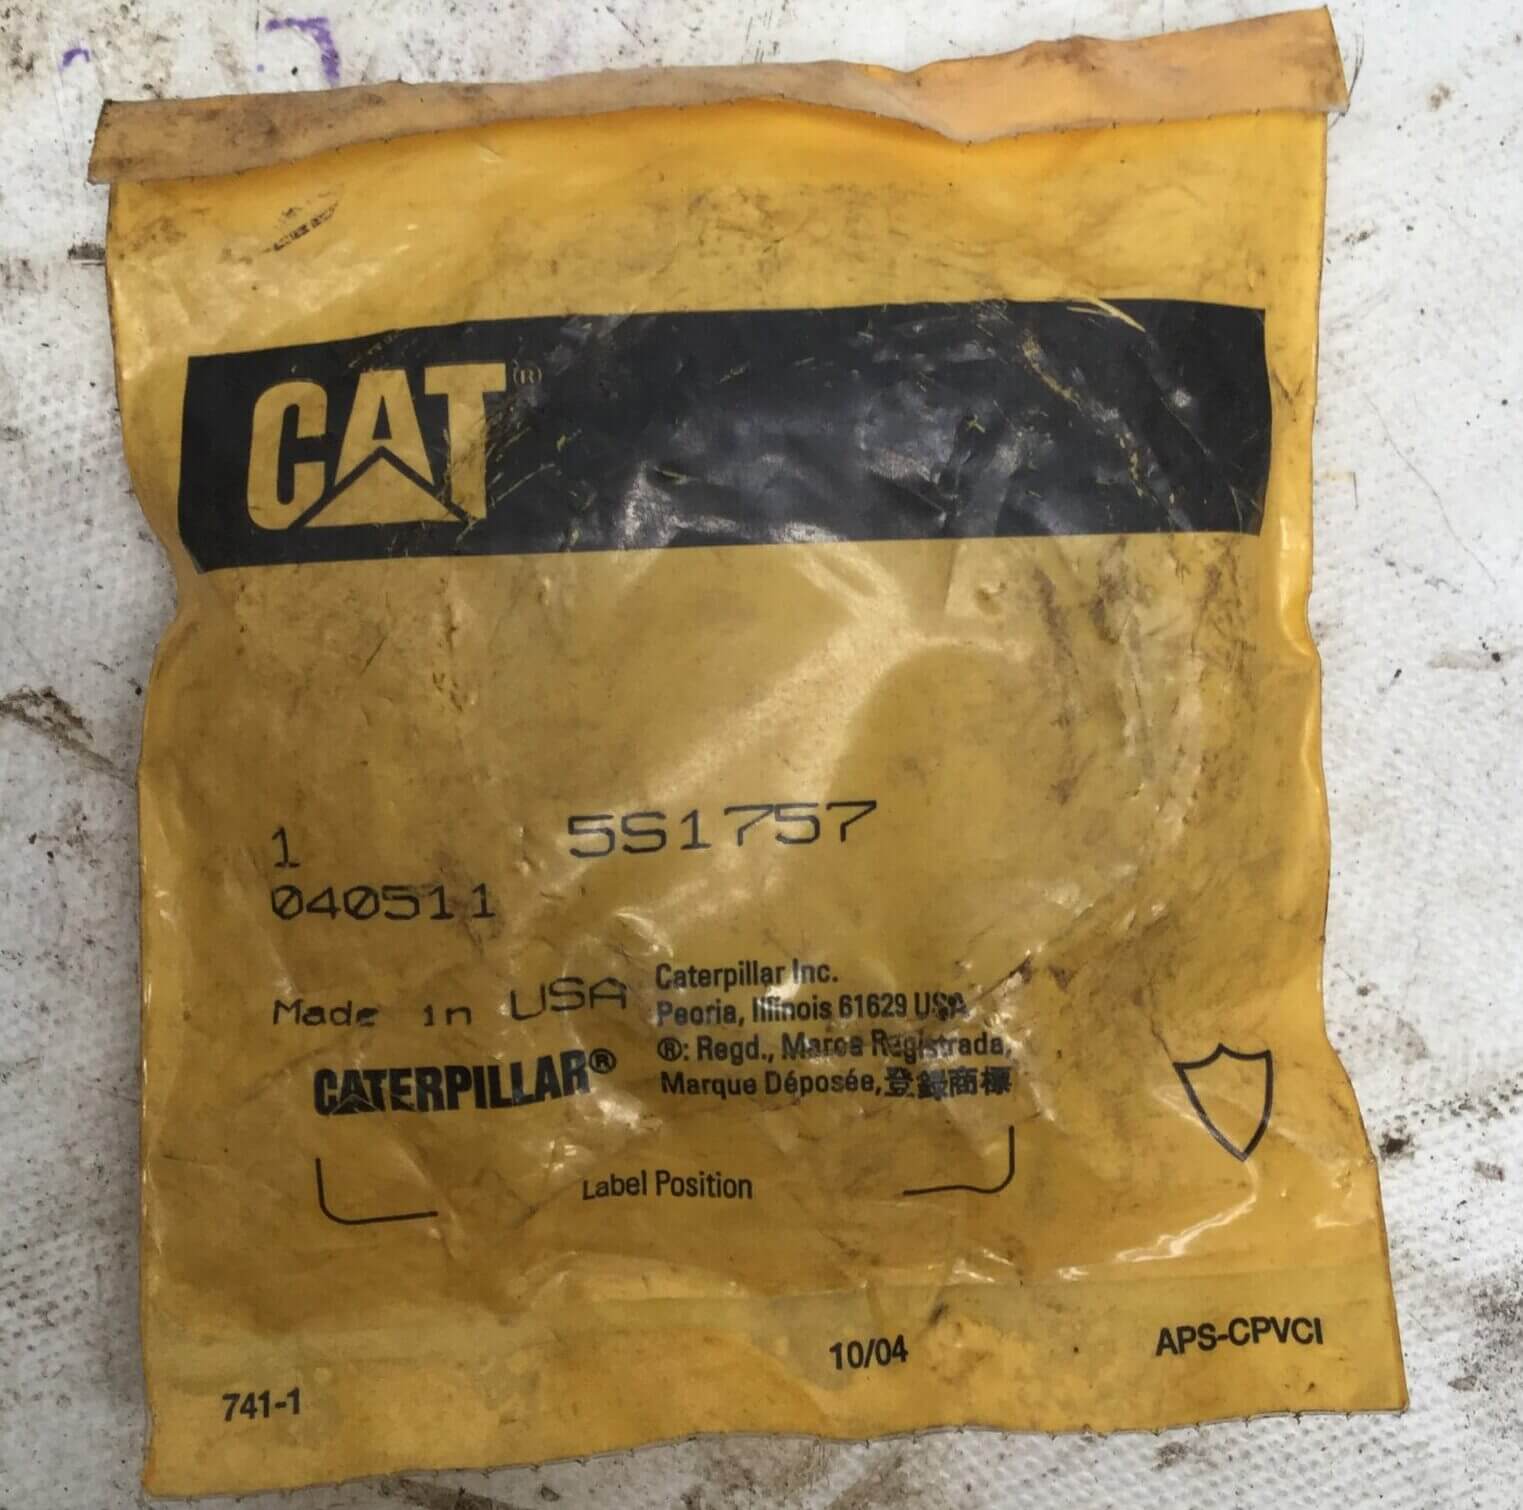 CAT®
1 5S1757
040511
Made in USA
Caterpillar Inc.
Peoria, Illinois 61629 USA
®: Regd., Marca Registrada,
Marque Déposée,登録商標
CATERPILLAR®
Label Position
10/04
APS-CPVCI
741-1